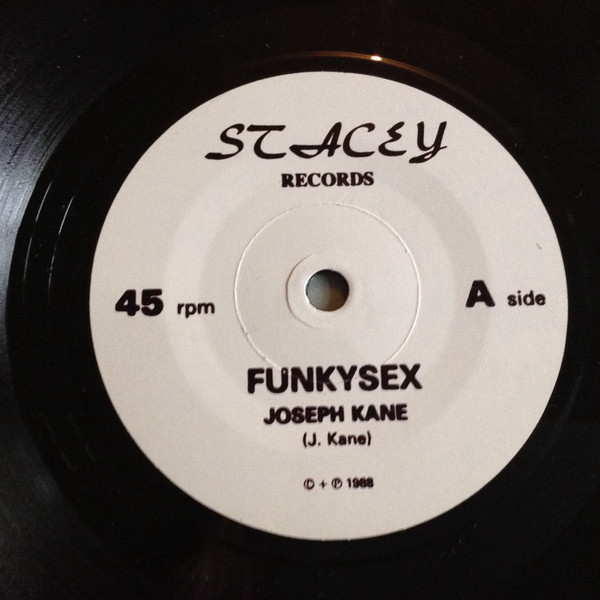 STACEY
RECORDS
45 rpm
A side
FUNKYSEX
JOSEPH KANE
(J. Kane)
© + ℗ 1988